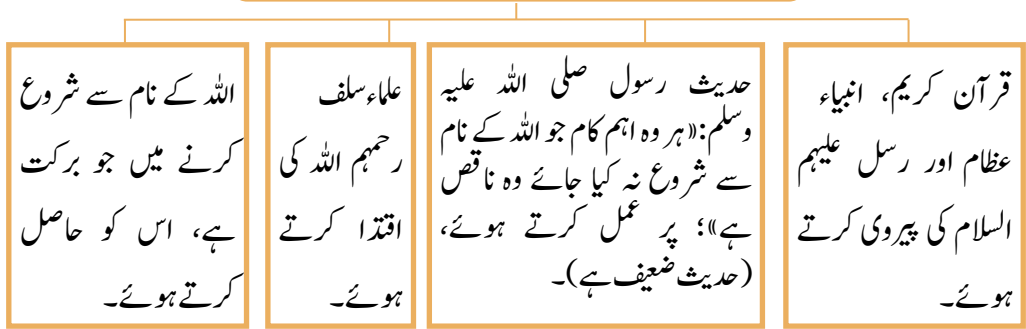 قرآن کریم، انبیاء
عظام اور رسل علیہم
السلام کی پیروی کرتے
ہوئے۔
حدیث رسول صلی اللہ علیہ
وسلم:«ہر وہ اہم کام جو اللہ کے نام
سے شروع نہ کیا جائے وہ ناقص
ہے»؛ پر عمل کرتے ہوئے،
(حدیث ضعیف ہے)۔
علماء سلف
رحمہم اللہ کی
اقتدا کرتے
ہوئے۔
اللہ کے نام سے شروع
کرنے میں جو برکت
ہے، اس کو حاصل
کرتے ہوئے۔